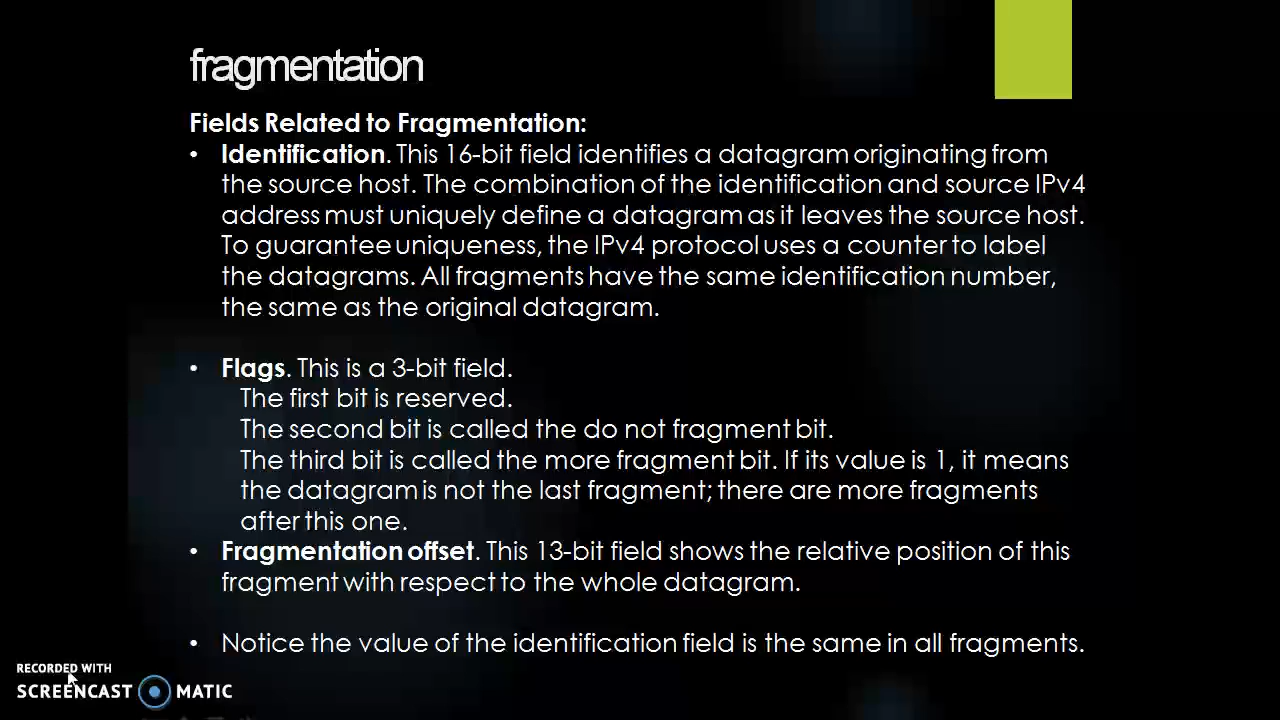 fragmentation
Fields Related to Fragmentation:
• Identification. This 16-bit field identifies a datagram originating from
the source host. The combination of the identification and source IPv4
address must uniquely define a datagram as it leaves the source host.
To guarantee uniqueness, the IPv4 protocol uses a counter to label
the datagrams. All fragments have the same identification number,
the same as the original datagram.
• Flags. This is a 3-bit field.
The first bit is reserved.
The second bit is called the do not fragment bit.
The third bit is called the more fragment bit. If its value is 1, it means
the datagram is not the last fragment; there are more fragments
after this one.
• Fragmentation offset. This 13-bit field shows the relative position of this
fragment with respect to the whole datagram.
• Notice the value of the identification field is the same in all fragments.
RECORDED WITH
SCREENCAST MATIC